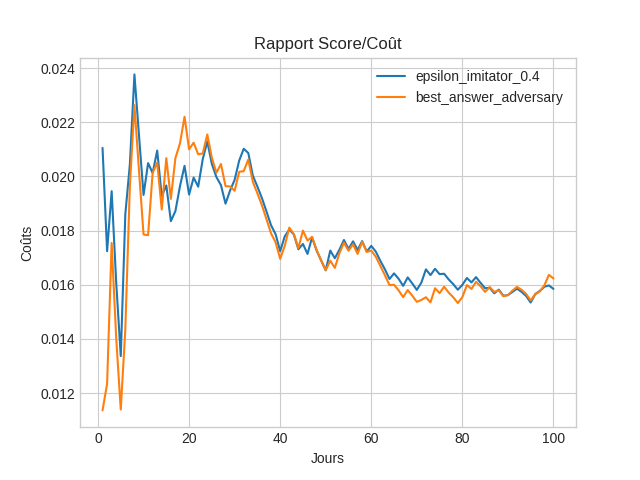 Rapport Score/Coût
epsilon_imitator_0.4
best_answer_adversary
Coûts
0.024
0.022
0.020
0.018
0.016
0.014
0.012
0 20 40 60 80 100
Jours